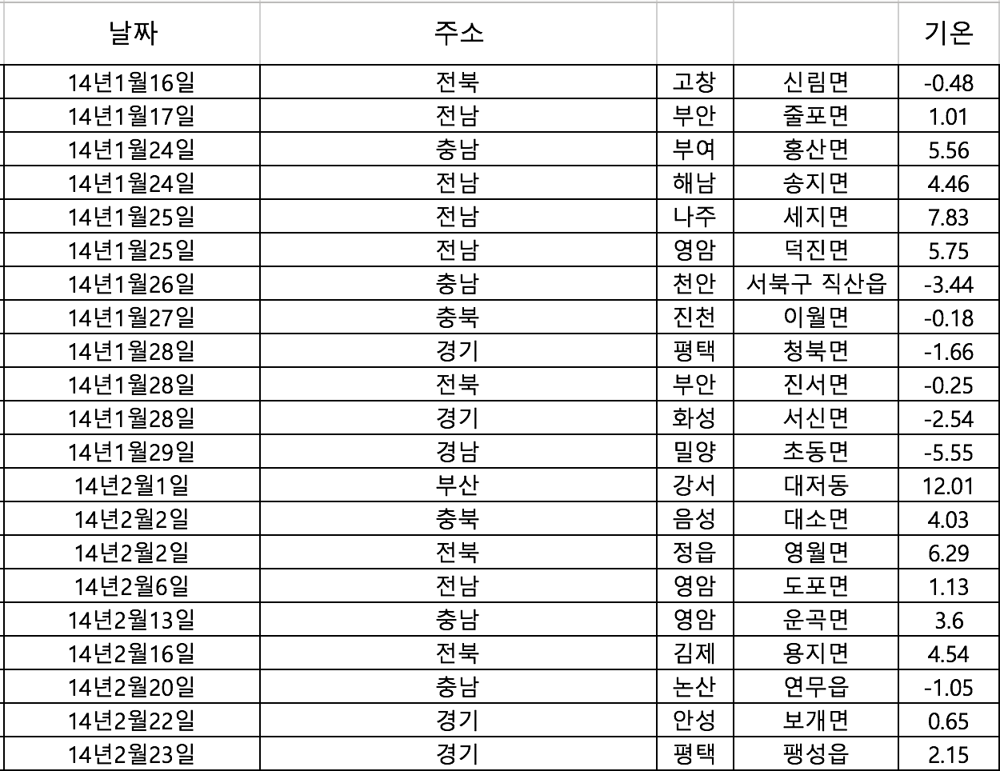 날짜 주소 기온
14년1월16일 전북 고창 신림면 -0.48
14년1월17일 전남 부안 줄포면 1.01
14년1월24일 충남 부여 홍산면 5.56
14년1월24일 전남 해남 송지면 4.46
14년1월25일 전남 나주 세지면 7.83
14년1월25일 전남 영암 덕진면 5.75
14년1월26일 충남 천안 서북구 직산읍 -3.44
14년1월27일 충북 진천 이월면 -0.18
14년1월28일 경기 평택 청북면 -1.66
14년1월28일 전북 부안 진서면 -0.25
14년1월28일 경기 화성 서신면 -2.54
14년1월29일 경남 밀양 초동면 -5.55
14년2월1일 부산 강서 대저동 12.01
14년2월2일 충북 음성 대소면 4.03
14년2월2일 전북 정읍 영월면 6.29
14년2월6일 전남 영암 도포면 1.13
14년2월13일 충남 영암 운곡면 3.6
14년2월16일 전북 김제 용지면 4.54
14년2월20일 충남 논산 연무읍 -1.05
14년2월22일 경기 안성 보개면 0.65
14년2월23일 경기 평택 팽성읍 2.15